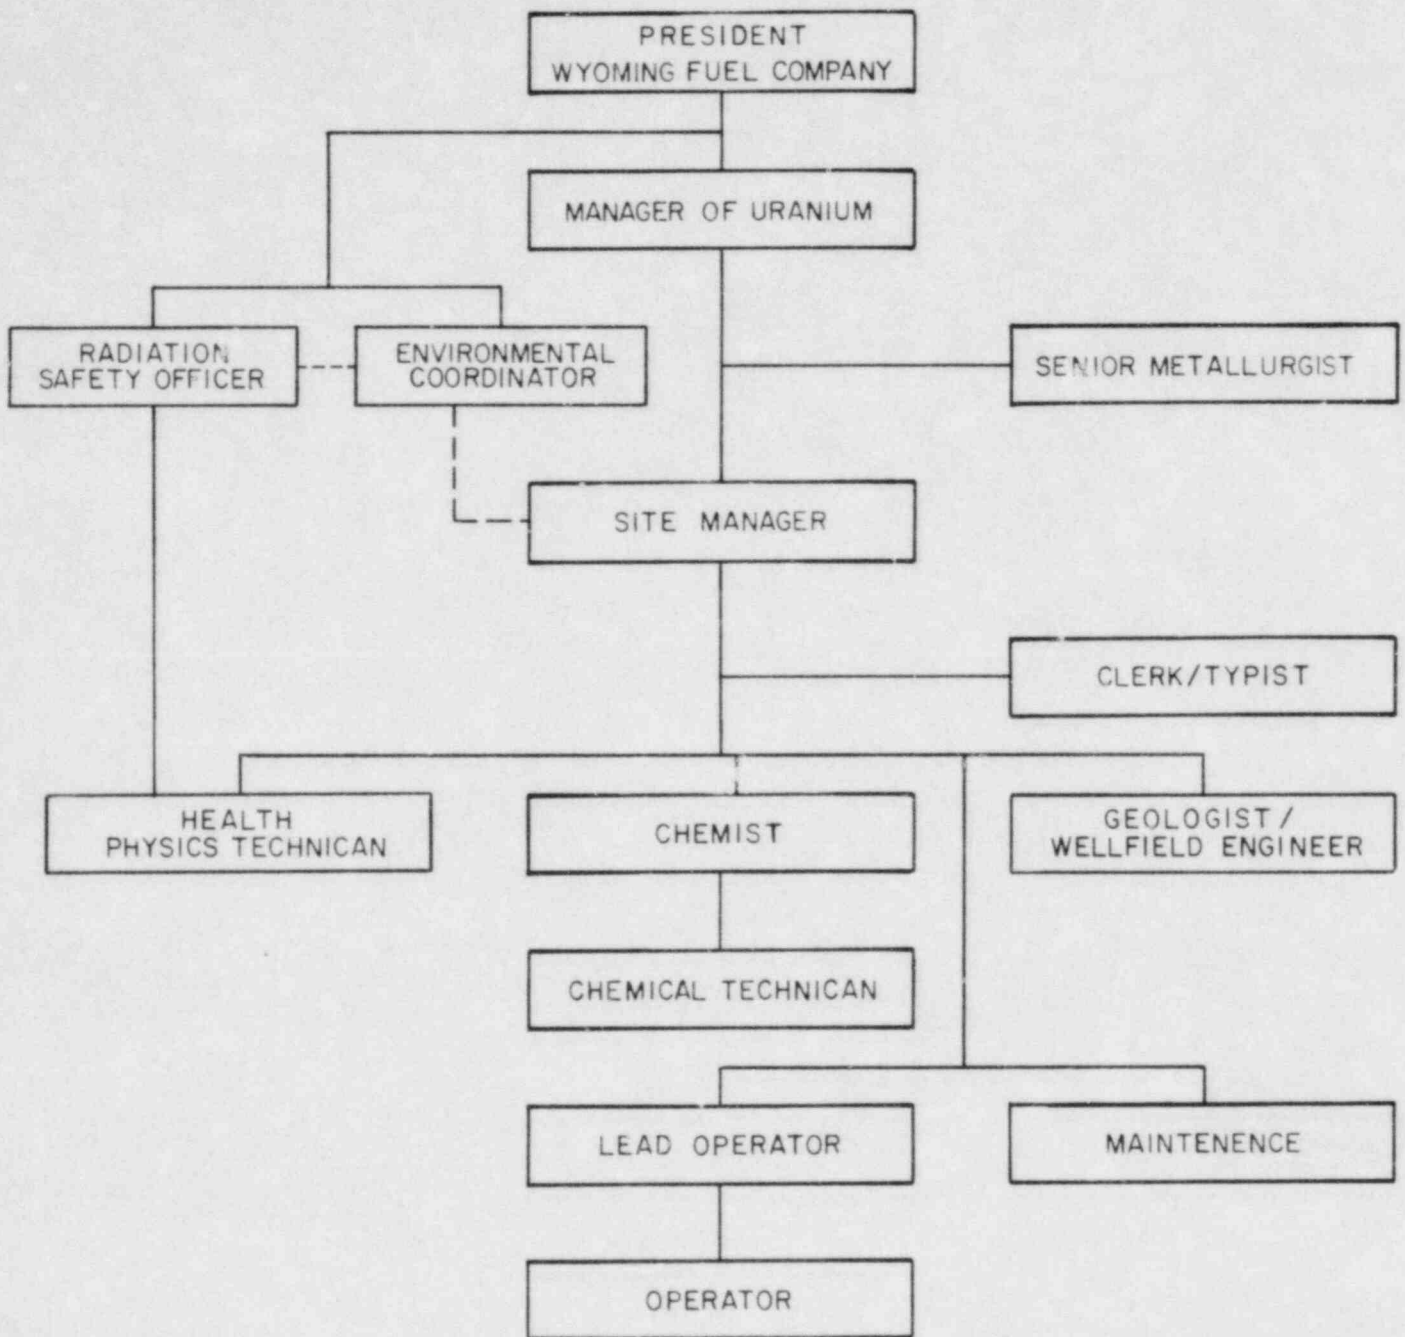 PRESIDENT
WYOMING FUEL COMPANY
MANAGER OF URANIUM
RADIATION
SAFETY OFFICER
ENVIRONMENTAL
COORDINATOR
SENIOR METALLURGIST
SITE MANAGER
CLERK/TYPIST
HEALTH
PHYSICS TECHNICAN
CHEMIST
GEOLOGIST /
WELLFIELD ENGINEER
CHEMICAL TECHNICAN
LEAD OPERATOR
MAINTENENCE
OPERATOR